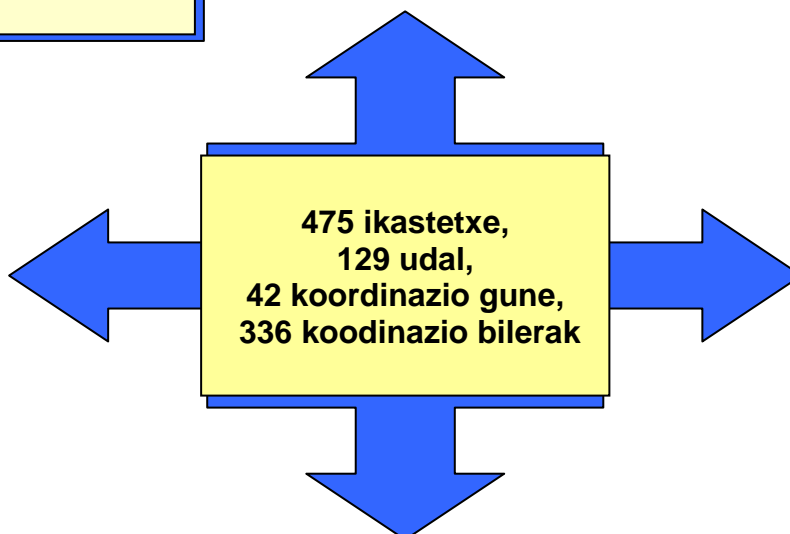 475 ikastetxe,
129 udal,
42 koordinazio gune,
336 koodinazio bilerak